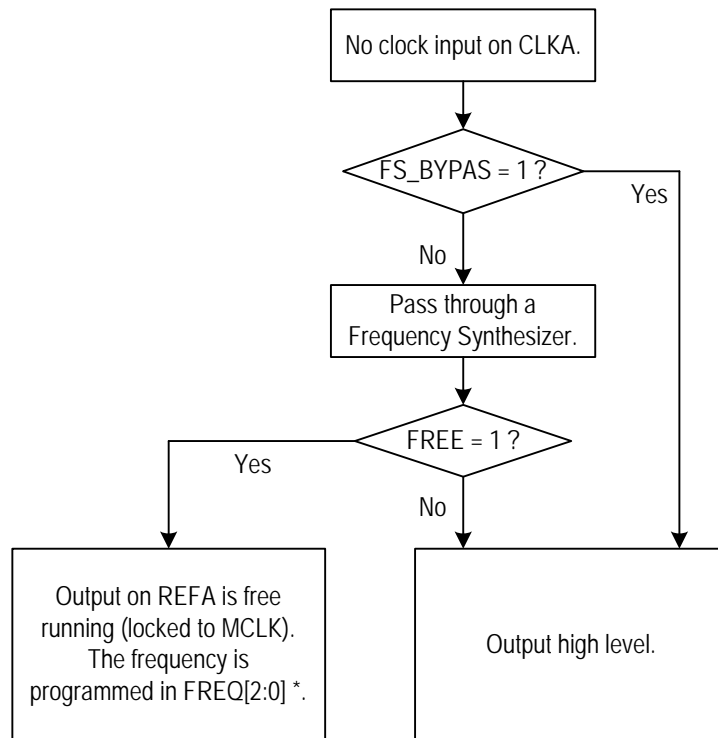 No clock input on CLKA.
FS_BYPAS = 1 ?
Yes
No
Pass through a
Frequency Synthesizer.
FREE = 1 ?
Yes
No
Output on REFA is free
running (locked to MCLK).
The frequency is
programmed in FREQ[2:0] *.
Output high level.